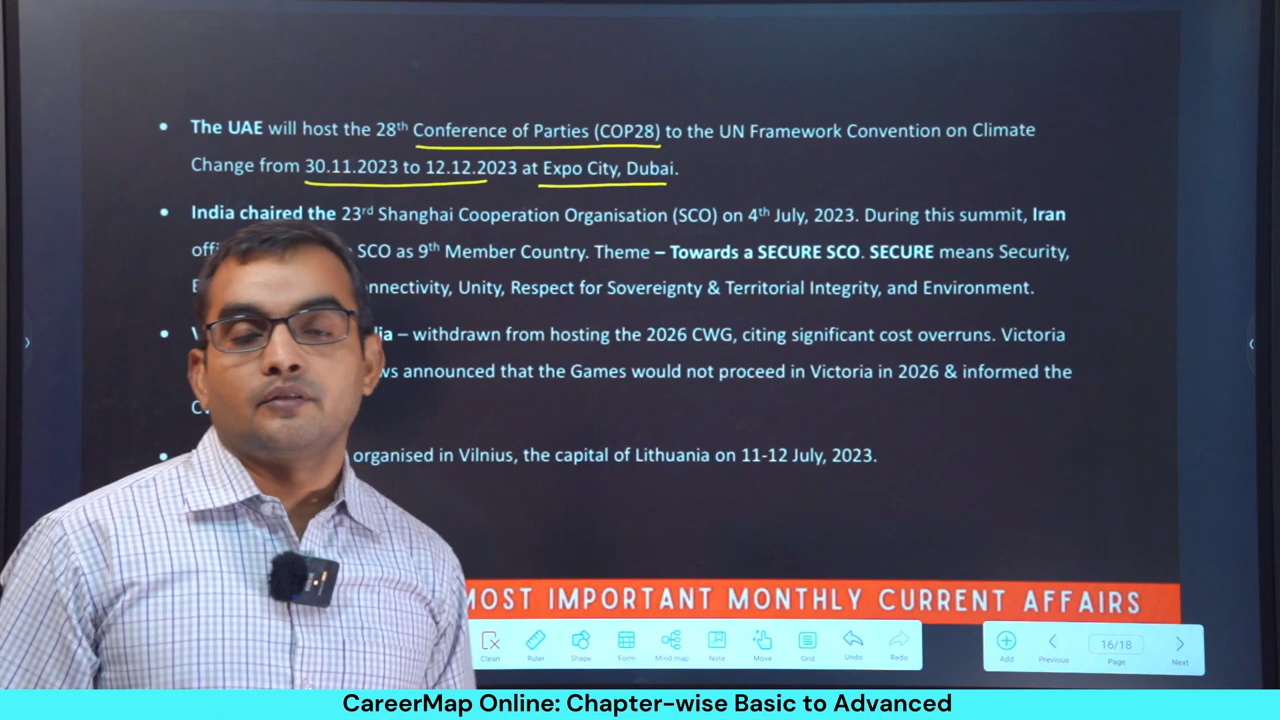 • The UAE will host the 28th Conference of Parties (COP28) to the UN Framework Convention on Climate
Change from 30.11.2023 to 12.12.2023 at Expo City, Dubai.
• India chaired the 23rd Shanghai Cooperation Organisation (SCO) on 4th July, 2023. During this summit, Iran
SCO as 9th Member Country. Theme – Towards a SECURE SCO. SECURE means Security,
Unity, Respect for Sovereignty & Territorial Integrity, and Environment.
• – withdrawn from hosting the 2026 CWG, citing significant cost overruns. Victoria
announced that the Games would not proceed in Victoria in 2026 & informed the
• organised in Vilnius, the capital of Lithuania on 11-12 July, 2023.
MOST IMPORTANT MONTHLY CURRENT AFFAIRS
Clean Ruler Shape Form Mind map Note Move Grid Undo Redo
Add Previous 16/18 Page Next
CareerMap Online: Chapter-wise Basic to Advanced